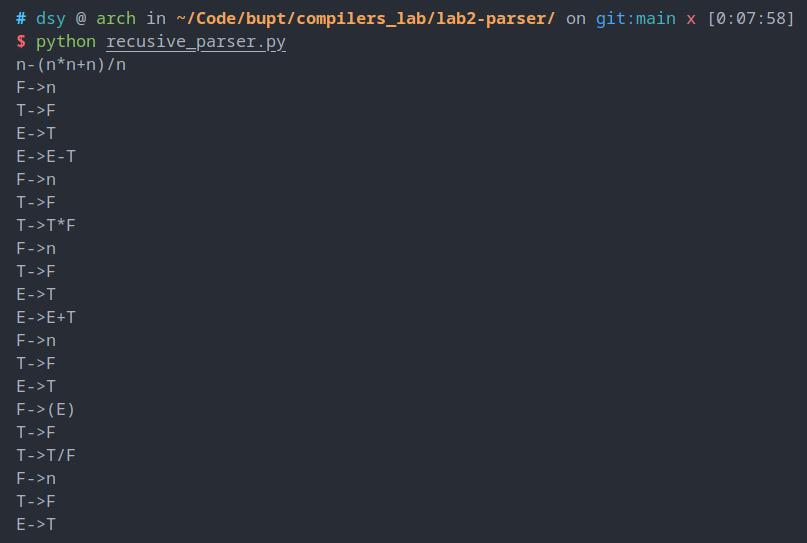 # dsy @ arch in ~/Code/bupt/compilers_lab/lab2-parser/ on git:main x [0:07:58]
$ python recusive_parser.py
n-(n*n+n)/n
F->n
T->F
E->T
E->E-T
F->n
T->F
T->T*F
F->n
T->F
E->T
E->E+T
F->n
T->F
E->T
F->(E)
T->F
T->T/F
F->n
T->F
E->T